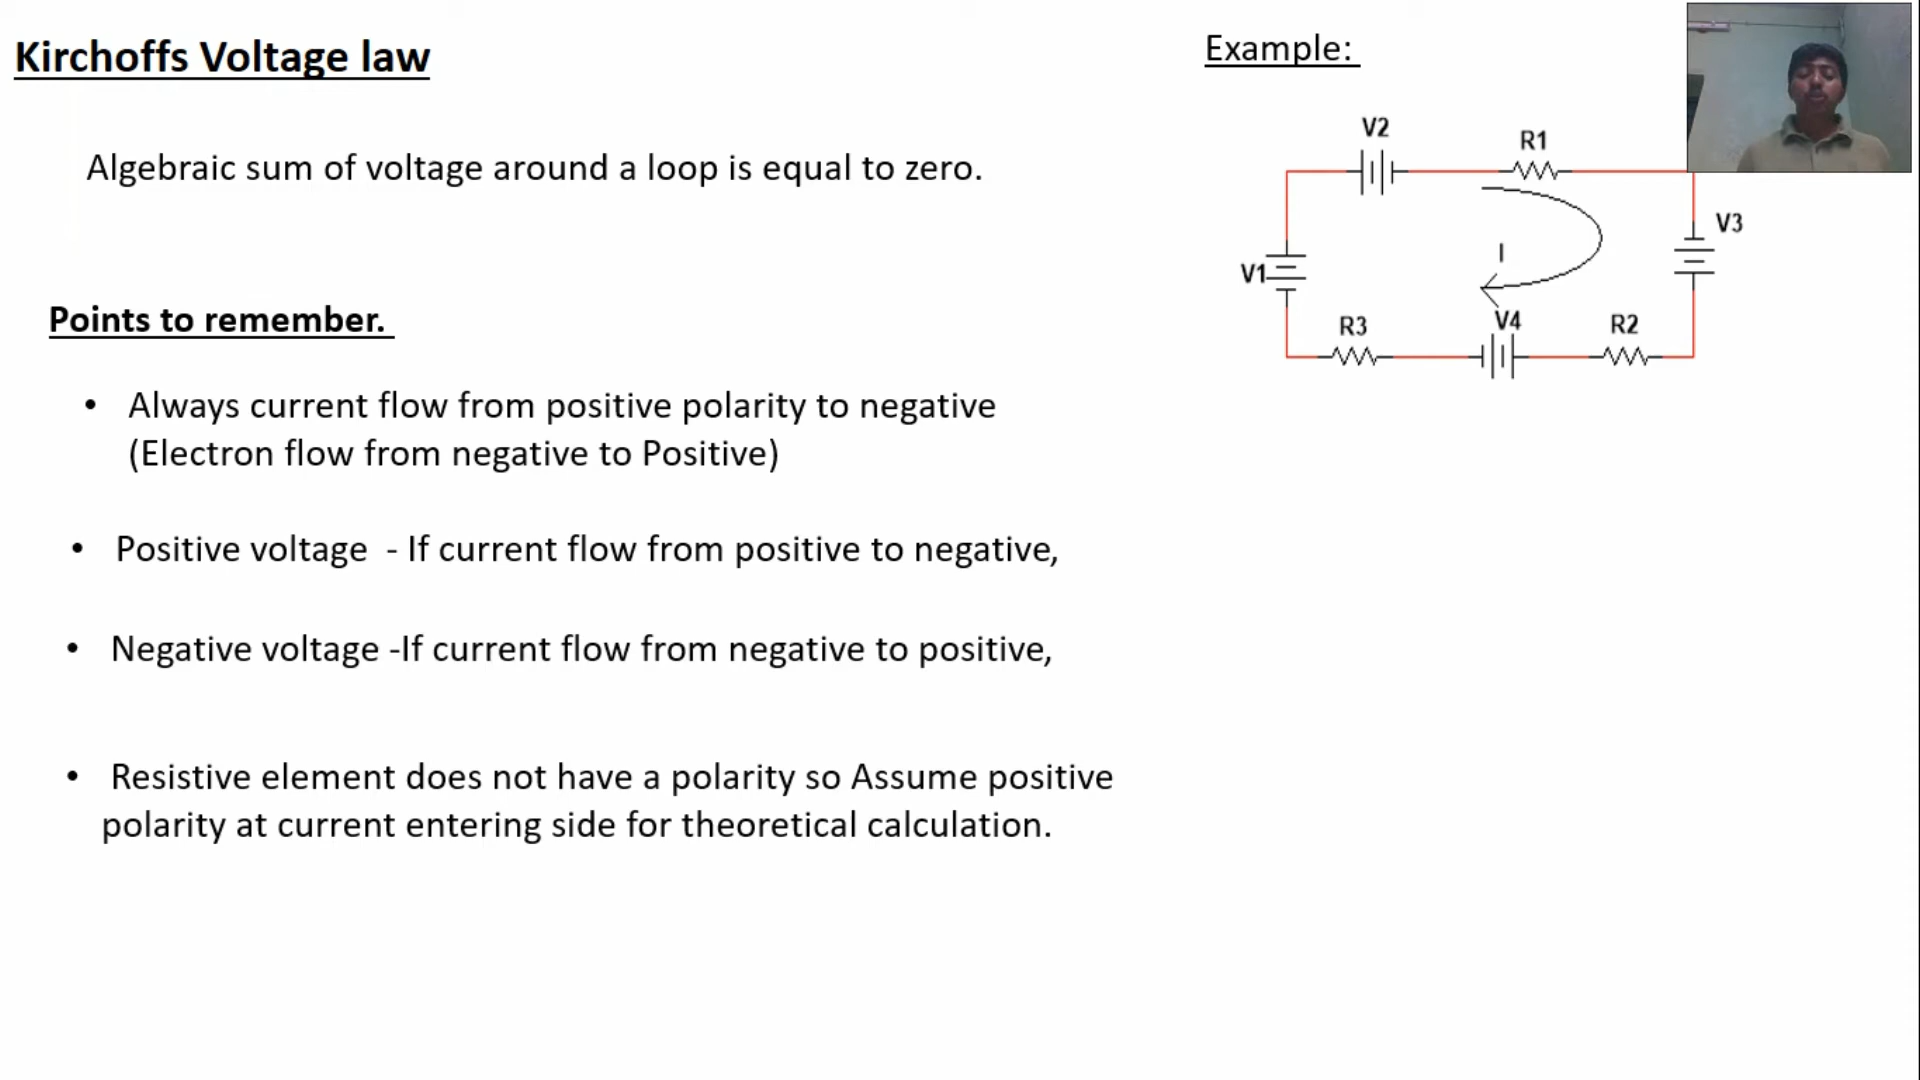 Kirchoffs Voltage law
Algebraic sum of voltage around a loop is equal to zero.
Points to remember.
• Always current flow from positive polarity to negative
(Electron flow from negative to Positive)
• Positive voltage - If current flow from positive to negative,
• Negative voltage -If current flow from negative to positive,
• Resistive element does not have a polarity so Assume positive
polarity at current entering side for theoretical calculation.
Example:
V2
R1
V3
I
V1
R3
V4
R2